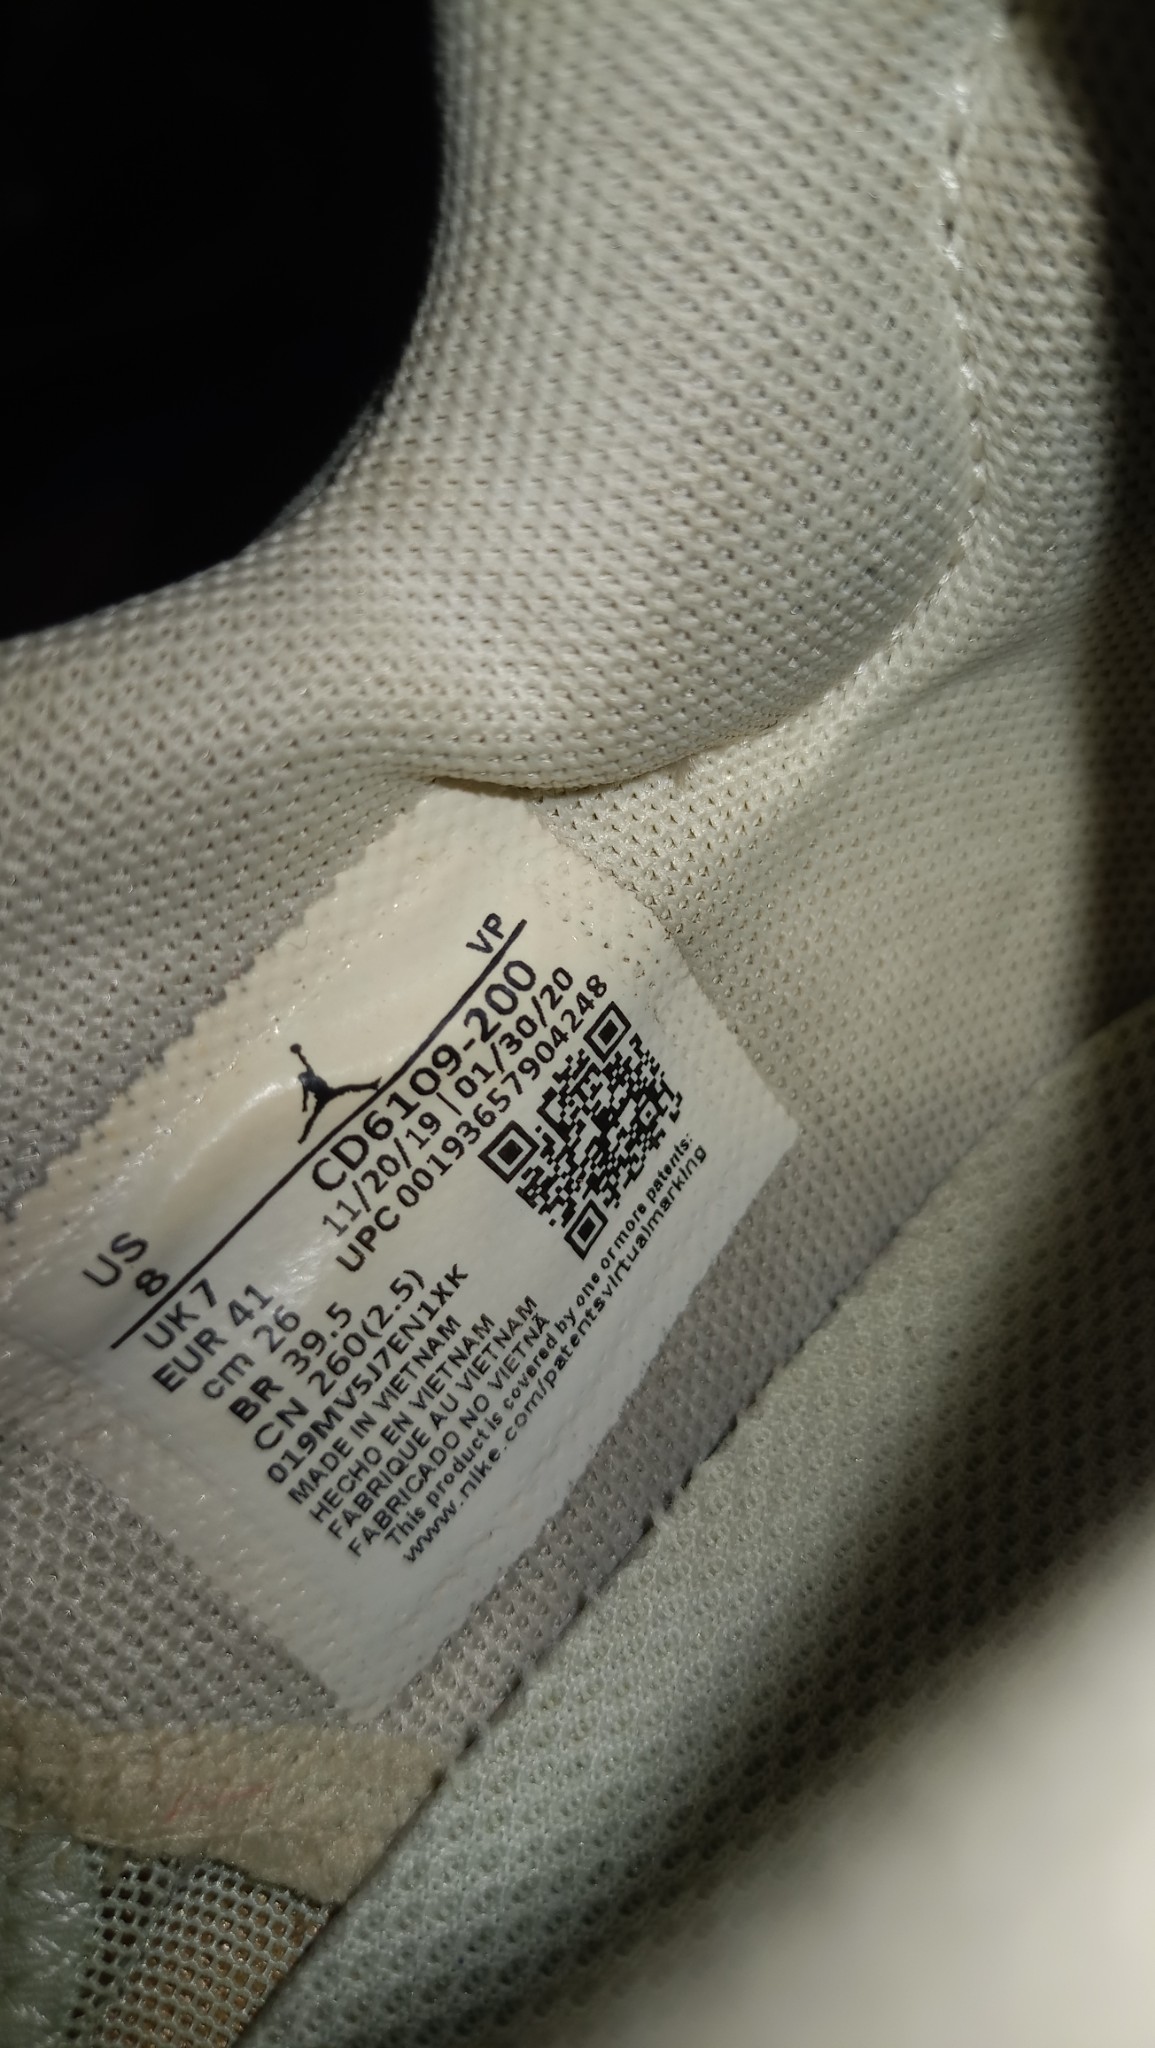 VP
US
8
CD6109-200
11/20/19 | 01/30/20
UPC 00193657904248
UK 7
EUR 41
cm 26
BR 39.5
CN 260(2.5)
019MV5J7EN1XK
MADE IN VIETNAM
HECHO EN VIETNAM
FABRIQUE AU VIETNAM
FABRICADO NO VIETNÃ
This product is covered by one or more patents:
www.nike.com/patentsvirtualmarking